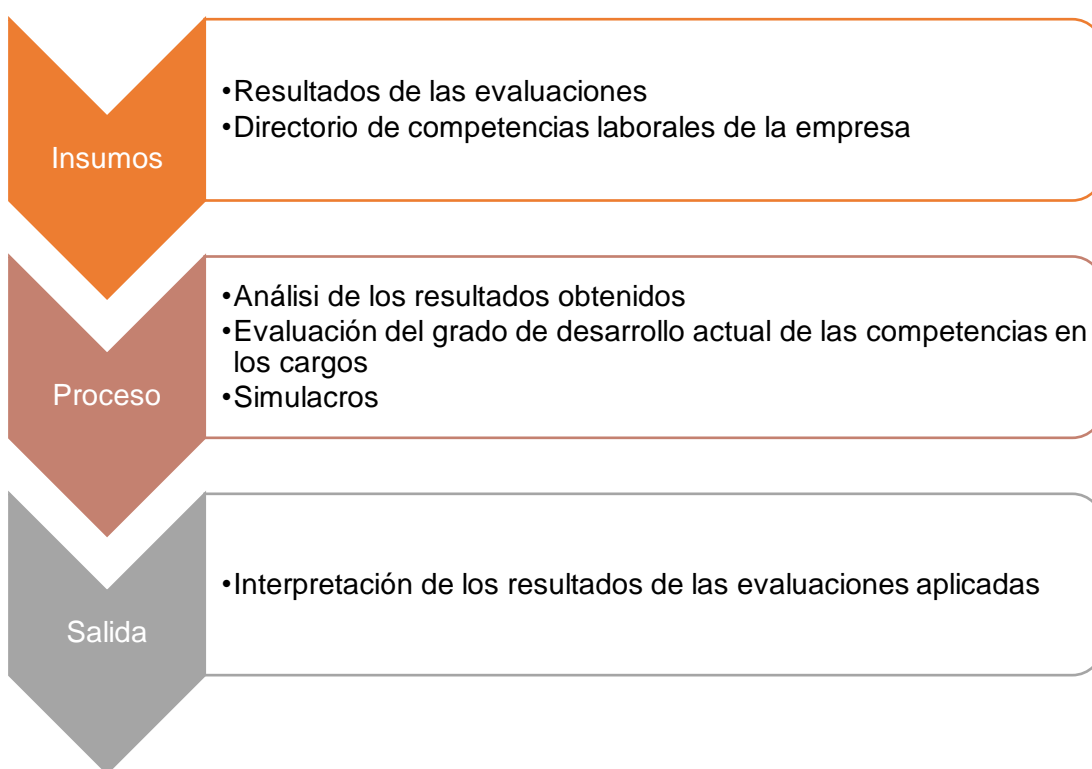 Insumos
•Resultados de las evaluaciones
•Directorio de competencias laborales de la empresa
Proceso
•Análisi de los resultados obtenidos
•Evaluación del grado de desarrollo actual de las competencias en
los cargos
•Simulacros
Salida
•Interpretación de los resultados de las evaluaciones aplicadas